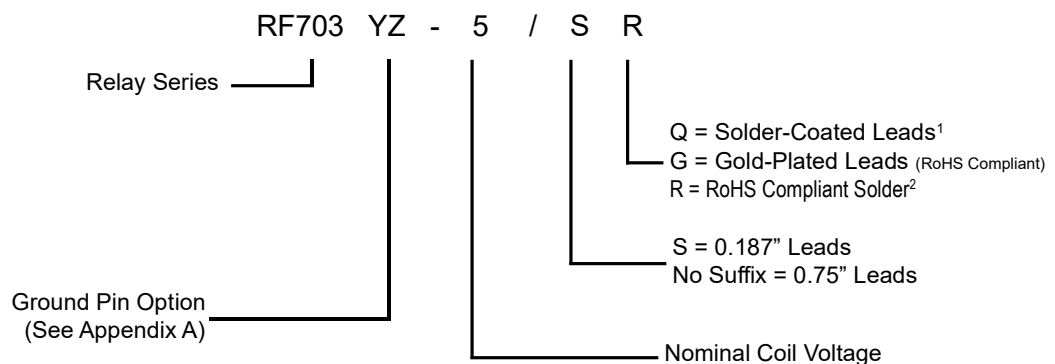 RF703 YZ - 5 / S R
Relay Series
Q = Solder-Coated Leads¹
G = Gold-Plated Leads (RoHS Compliant)
R = RoHS Compliant Solder²
S = 0.187” Leads
No Suffix = 0.75” Leads
Ground Pin Option
(See Appendix A)
Nominal Coil Voltage